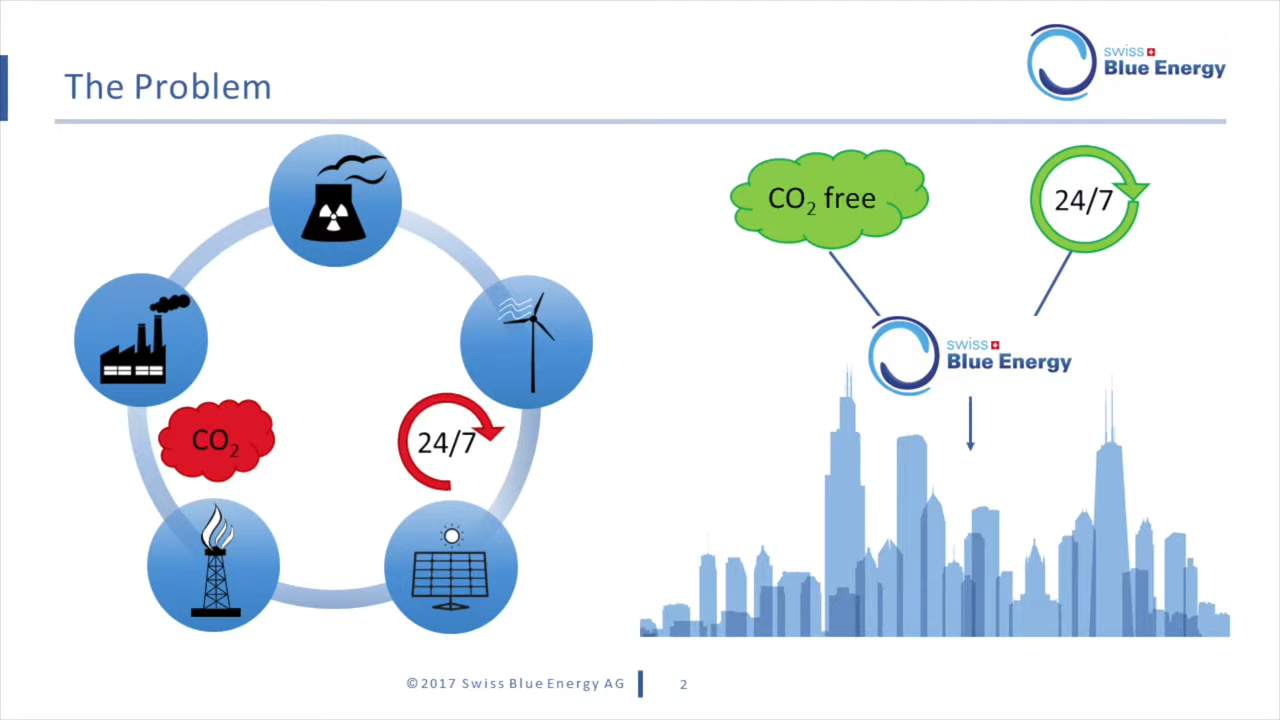 The Problem
swiss
Blue Energy
CO₂
24/7
CO₂ free
24/7
swiss
Blue Energy
©2017 Swiss Blue Energy AG
2